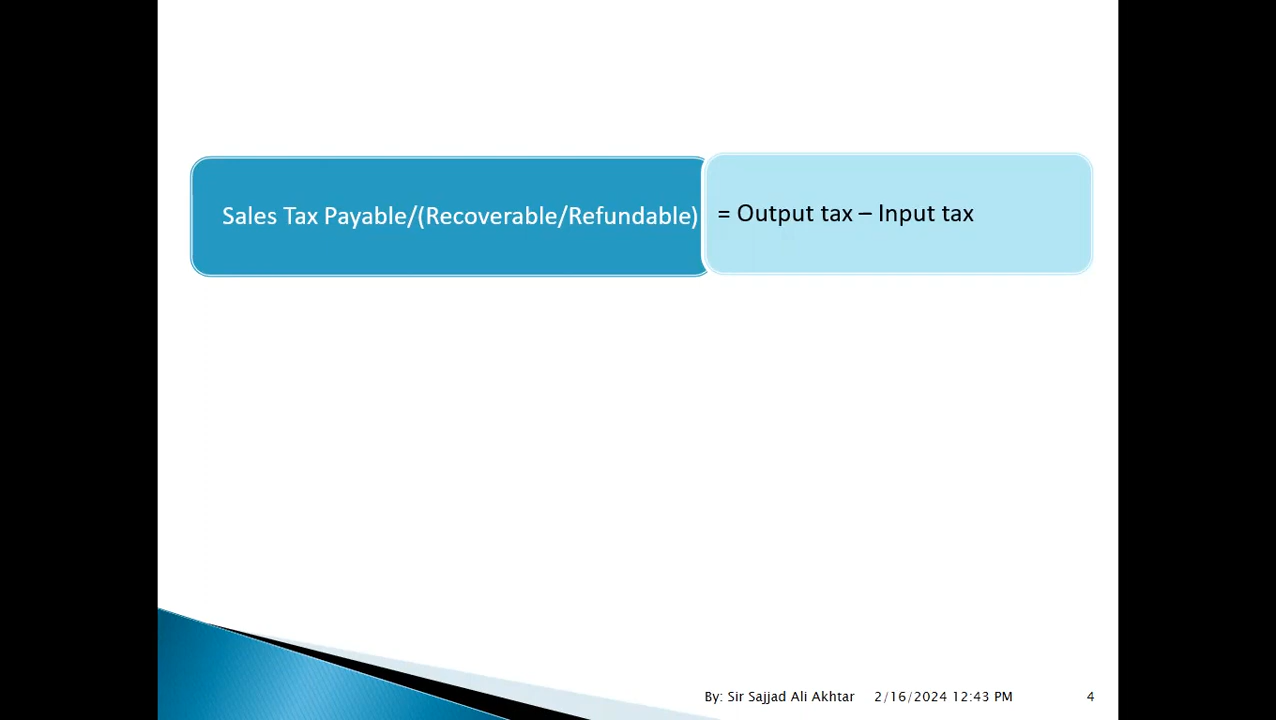 Sales Tax Payable/(Recoverable/Refundable) = Output tax – Input tax
By: Sir Sajjad Ali Akhtar 2/16/2024 12:43 PM 4